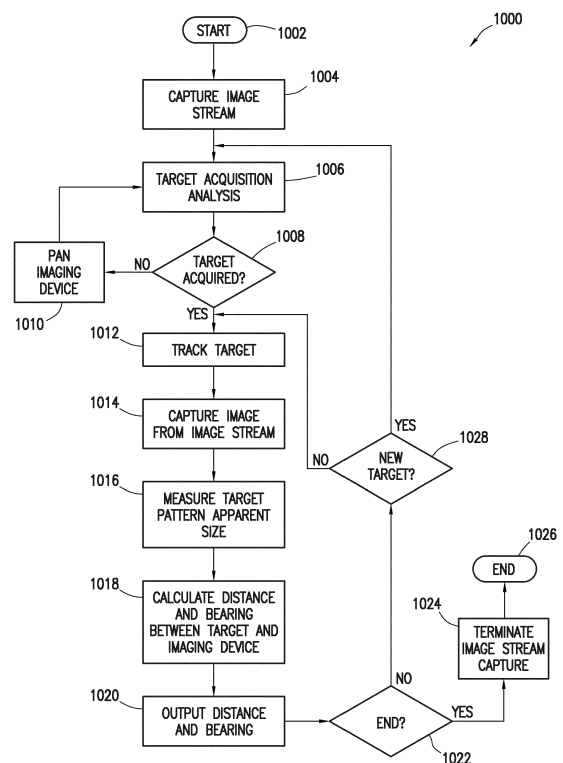 1000
START
1002
CAPTURE IMAGE
STREAM
1004
TARGET ACQUISITION
ANALYSIS
1006
TARGET
ACQUIRED?
1008
NO
YES
PAN
IMAGING
DEVICE
1010
1012
TRACK TARGET
1014
CAPTURE IMAGE
FROM IMAGE STREAM
1016
MEASURE TARGET
PATTERN APPARENT
SIZE
1018
CALCULATE DISTANCE
AND BEARING
BETWEEN TARGET AND
IMAGING DEVICE
1020
OUTPUT DISTANCE
AND BEARING
END?
1022
NO
YES
NEW
TARGET?
1028
NO
YES
1024
TERMINATE
IMAGE STREAM
CAPTURE
END
1026